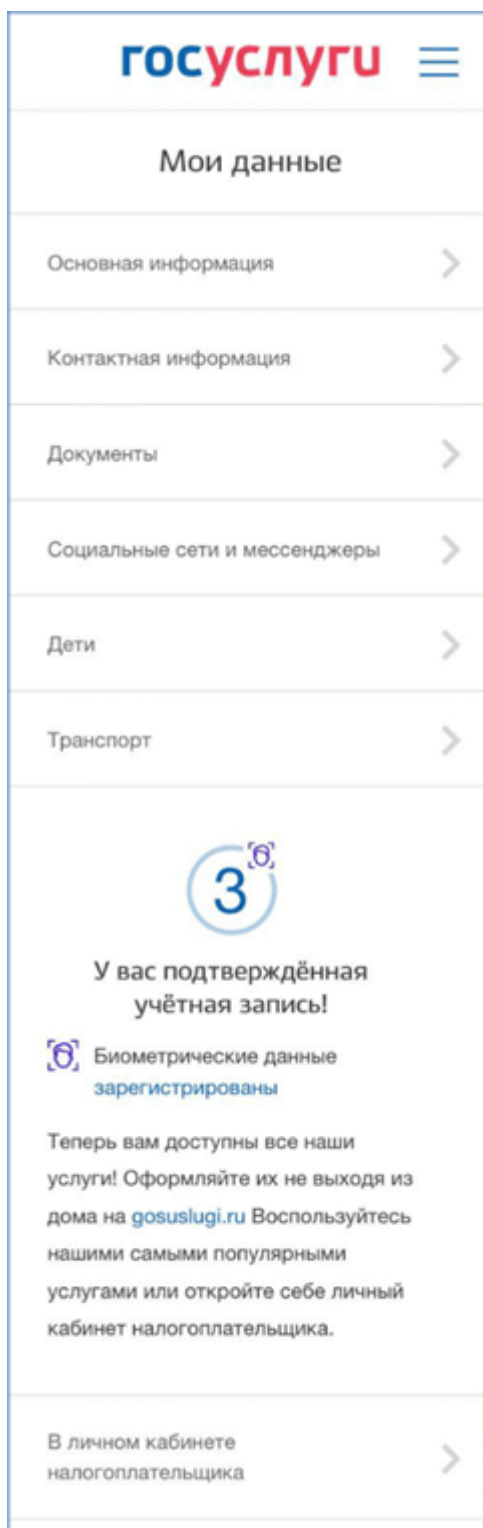 госуслуги
Мои данные
Основная информация
Контактная информация
Документы
Социальные сети и мессенджеры
Дети
Транспорт
3
У вас подтверждённая
учётная запись!
Биометрические данные
зарегистрированы
Теперь вам доступны все наши
услуги! Оформляйте их не выходя из
дома на gosuslugi.ru Воспользуйтесь
нашими самыми популярными
услугами или откройте себе личный
кабинет налогоплательщика.
В личном кабинете
налогоплательщика